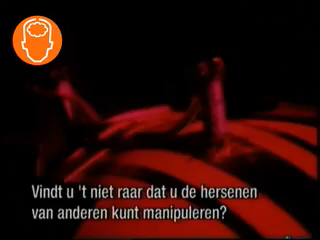 Vindt u 't niet raar dat u de hersenen
van anderen kunt manipuleren?